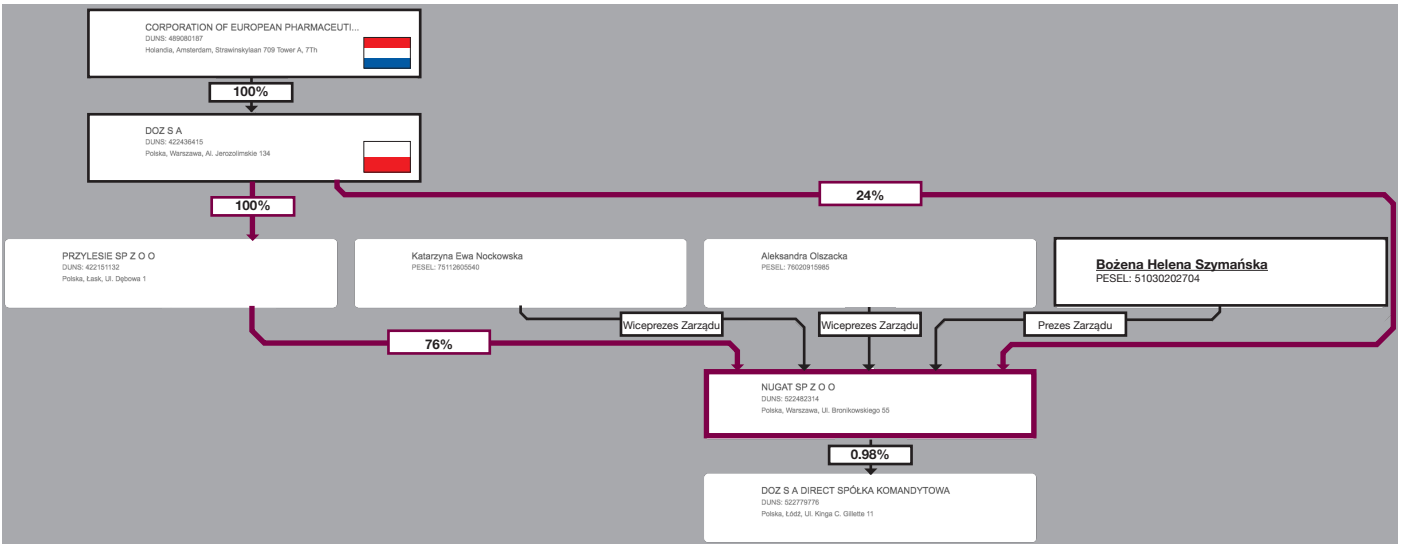 CORPORATION OF EUROPEAN PHARMACEUTI...
DUNS: 489080187
Holandia, Amsterdam, Strawinskylaan 709 Tower A, 7Th
100%
DOZ S A
DUNS: 422436415
Polska, Warszawa, Al. Jerozolimskie 134
100%
24%
PRZYLESIE SP Z O O
DUNS: 422151132
Polska, Łask, Ul. Dębowa 1
Katarzyna Ewa Nockowska
PESEL: 75112605540
Aleksandra Olszacka
PESEL: 76020915985
Bożena Helena Szymańska
PESEL: 51030202704
Wiceprezes Zarządu
Wiceprezes Zarządu
Prezes Zarządu
76%
NUGAT SP Z O O
DUNS: 522482314
Polska, Warszawa, Ul. Bronikowskiego 55
0.98%
DOZ S A DIRECT SPÓŁKA KOMANDYTOWA
DUNS: 522779776
Polska, Łódź, Ul. Kinga C. Gillette 11